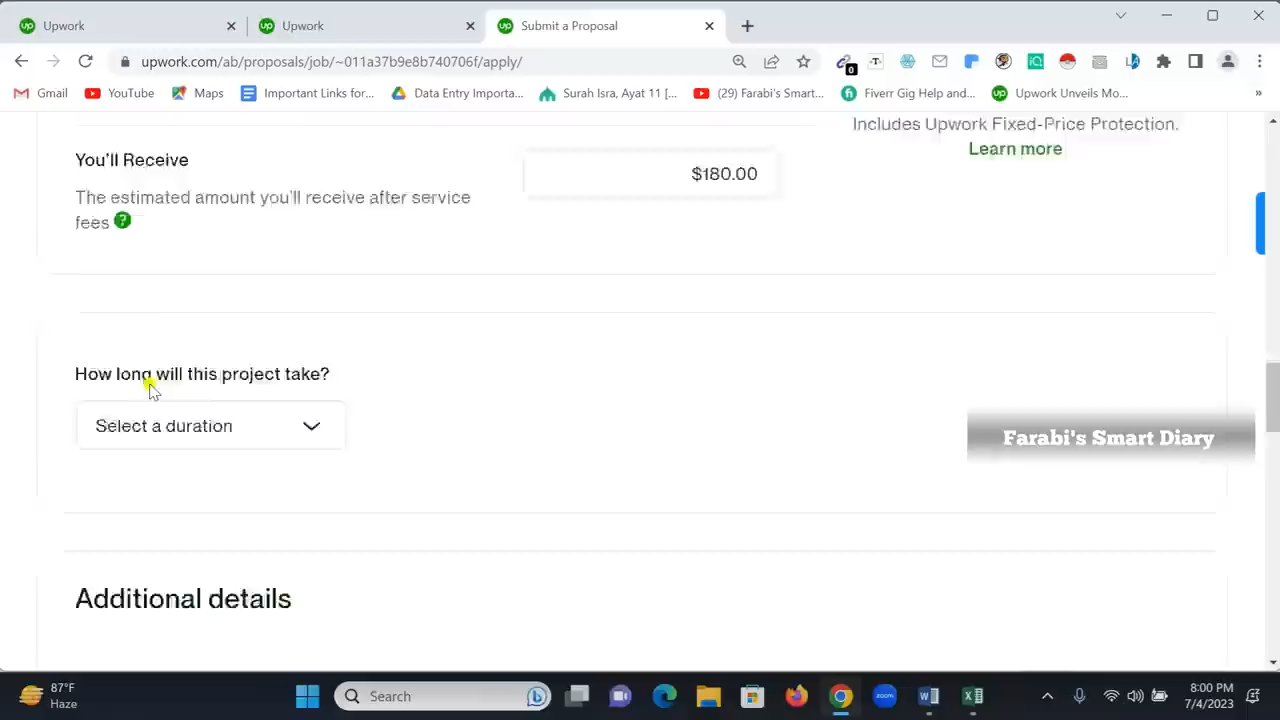 Upwork
Upwork
Submit a Proposal
upwork.com/ab/proposals/job/~011b37b9e8b740706f/apply/
Gmail
YouTube
Maps
Important Links for...
Data Entry Importa...
Surah Isra, Ayat 11 [...
(29) Farabi's Smart...
Fiverr Gig Help and...
Upwork Unveils Mo...
»
Includes Upwork Fixed-Price Protection.
Learn more
You'll Receive
$180.00
The estimated amount you'll receive after service
fees ?
How long will this project take?
Select a duration
Farabi's Smart Diary
Additional details
87°F
Haze
Search
zoom
8:00 PM
7/4/2023